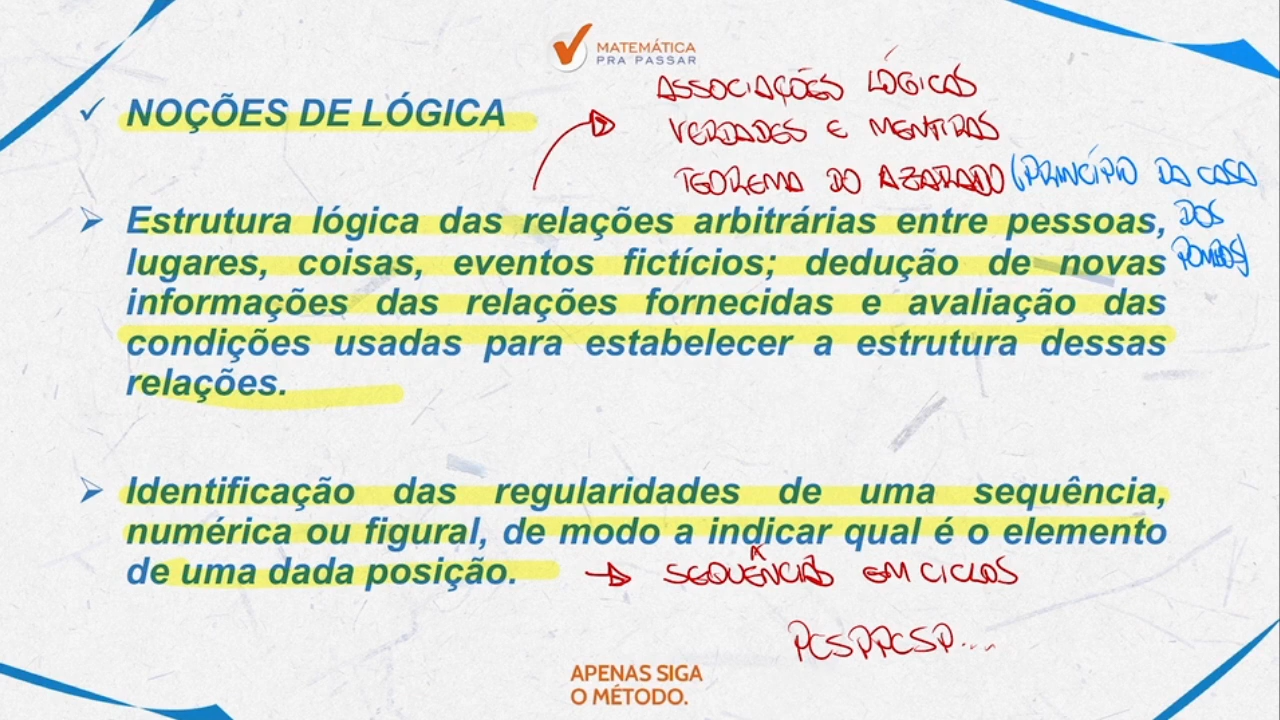 MATEMÁTICA
PRA PASSAR
NOÇÕES DE LÓGICA
ASSOCIAÇÕES LÓGICAS
VERDADES E MENTIRAS
TEOREMA DO AZARADO (PRINCÍPIO DA CASA
DOS
POMBOS)
Estrutura lógica das relações arbitrárias entre pessoas,
lugares, coisas, eventos fictícios; dedução de novas
informações das relações fornecidas e avaliação das
condições usadas para estabelecer a estrutura dessas
relações.
Identificação das regularidades de uma sequência,
numérica ou figural, de modo a indicar qual é o elemento
de uma dada posição.
SEQUÊNCIAS EM CICLOS
PCSPPCSP...
APENAS SIGA
O MÉTODO.